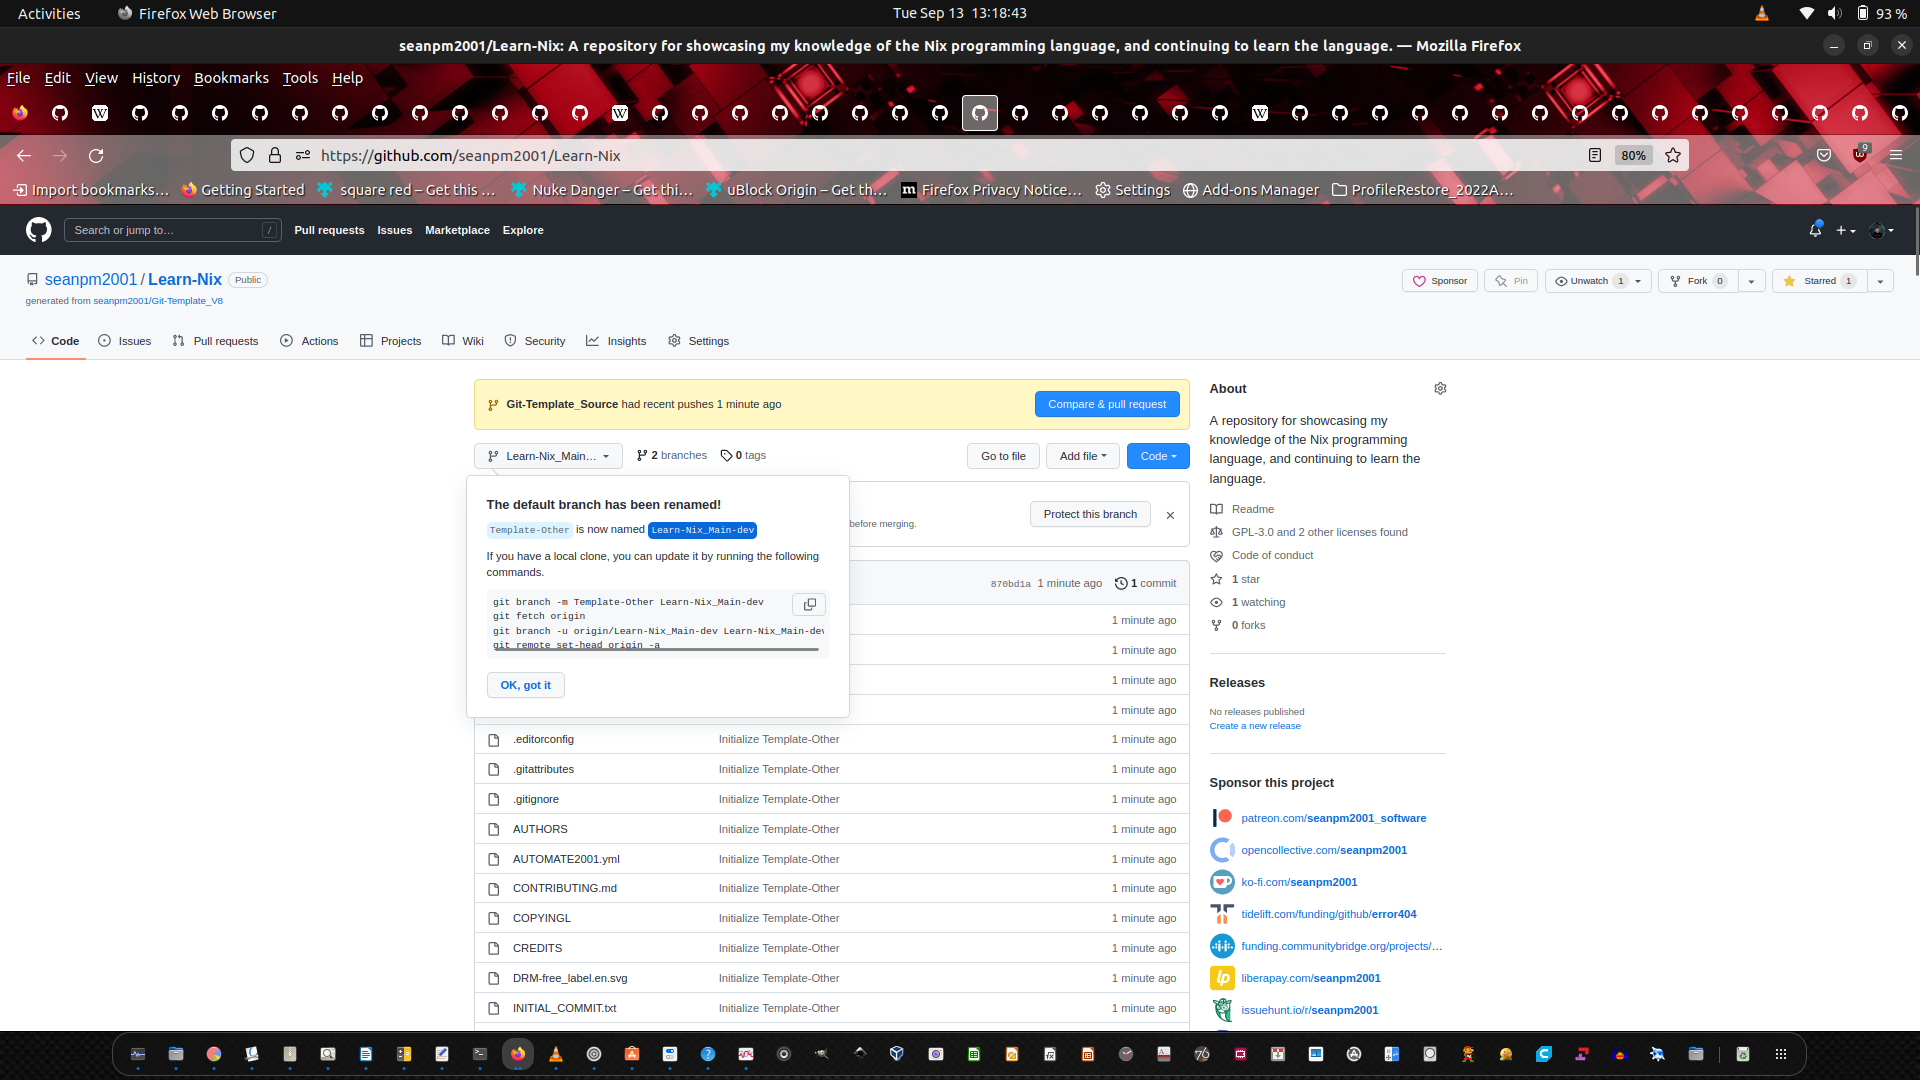 Activities
Firefox Web Browser
Tue Sep 13  13:18:43
93 %
seanpm2001/Learn-Nix: A repository for showcasing my knowledge of the Nix programming language, and continuing to learn the language. — Mozilla Firefox
File Edit View History Bookmarks Tools Help
https://github.com/seanpm2001/Learn-Nix
80%
9
Import bookmarks… Getting Started square red – Get this … Nuke Danger – Get thi… uBlock Origin – Get th… Firefox Privacy Notice… Settings Add-ons Manager ProfileRestore_2022A…
Search or jump to… /
Pull requests Issues Marketplace Explore
seanpm2001 / Learn-Nix Public
generated from seanpm2001/Git-Template_V8
Sponsor Pin Unwatch 1 Fork 0 Starred 1
Code Issues Pull requests Actions Projects Wiki Security Insights Settings
Git-Template_Source had recent pushes 1 minute ago
Compare & pull request
Learn-Nix_Main… 2 branches 0 tags
Go to file Add file Code
The default branch has been renamed!
Template-Other is now named Learn-Nix_Main-dev
If you have a local clone, you can update it by running the following
commands.
git branch -m Template-Other Learn-Nix_Main-dev
git fetch origin
git branch -u origin/Learn-Nix_Main-dev Learn-Nix_Main-dev
git remote set-head origin -a
OK, got it
before merging.
Protect this branch
870bd1a 1 minute ago 1 commit
1 minute ago
1 minute ago
1 minute ago
1 minute ago
.editorconfig Initialize Template-Other 1 minute ago
.gitattributes Initialize Template-Other 1 minute ago
.gitignore Initialize Template-Other 1 minute ago
AUTHORS Initialize Template-Other 1 minute ago
AUTOMATE2001.yml Initialize Template-Other 1 minute ago
CONTRIBUTING.md Initialize Template-Other 1 minute ago
COPYINGL Initialize Template-Other 1 minute ago
CREDITS Initialize Template-Other 1 minute ago
DRM-free_label.en.svg Initialize Template-Other 1 minute ago
INITIAL_COMMIT.txt Initialize Template-Other 1 minute ago
About
A repository for showcasing my
knowledge of the Nix programming
language, and continuing to learn the
language.
Readme
GPL-3.0 and 2 other licenses found
Code of conduct
1 star
1 watching
0 forks
Releases
No releases published
Create a new release
Sponsor this project
patreon.com/seanpm2001_software
opencollective.com/seanpm2001
ko-fi.com/seanpm2001
tidelift.com/funding/github/error404
funding.communitybridge.org/projects/…
liberapay.com/seanpm2001
issuehunt.io/r/seanpm2001